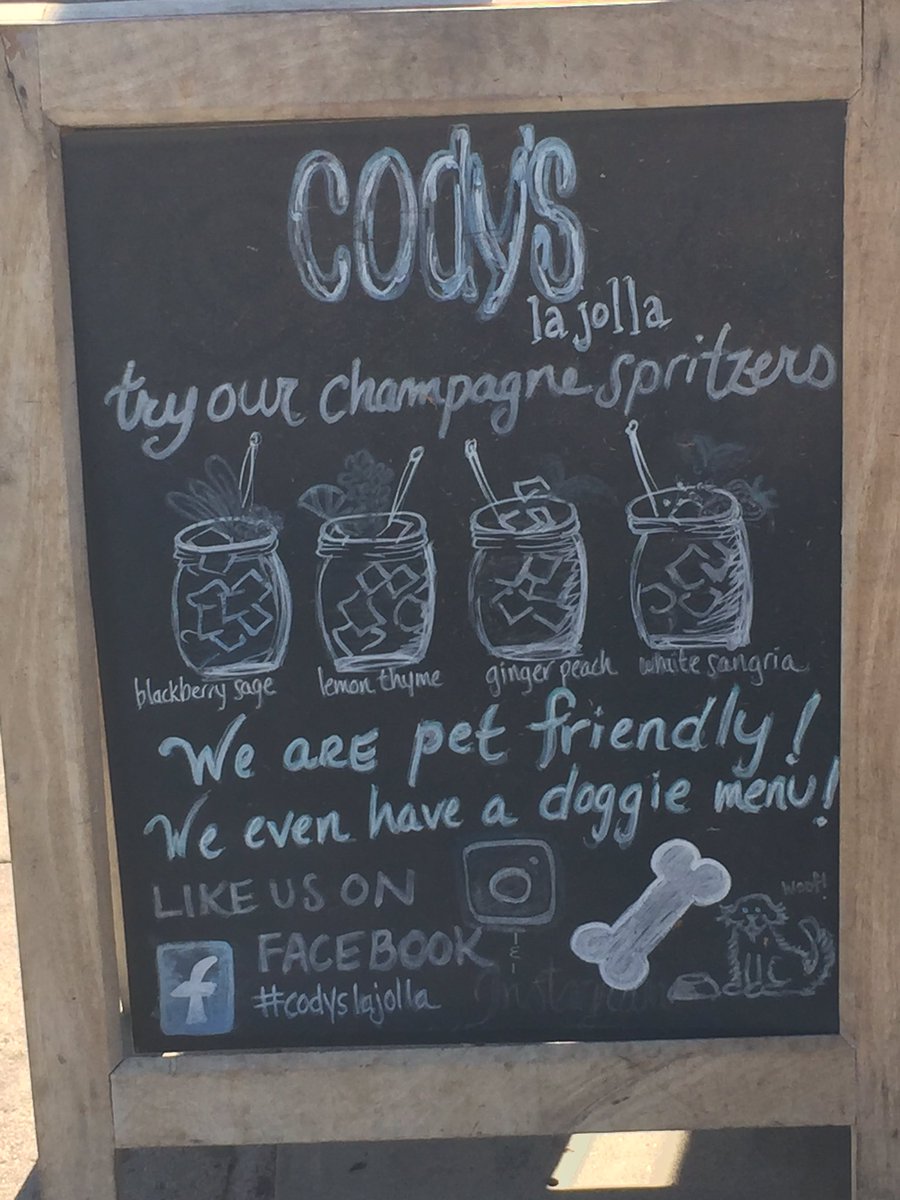 cody's
la jolla
try our champagne spritzers
blackberry sage lemon thyme ginger peach white sangria
We are pet friendly!
We even have a doggie menu!
LIKE US ON
FACEBOOK
&
Instagram
#codyslajolla
woof!
f